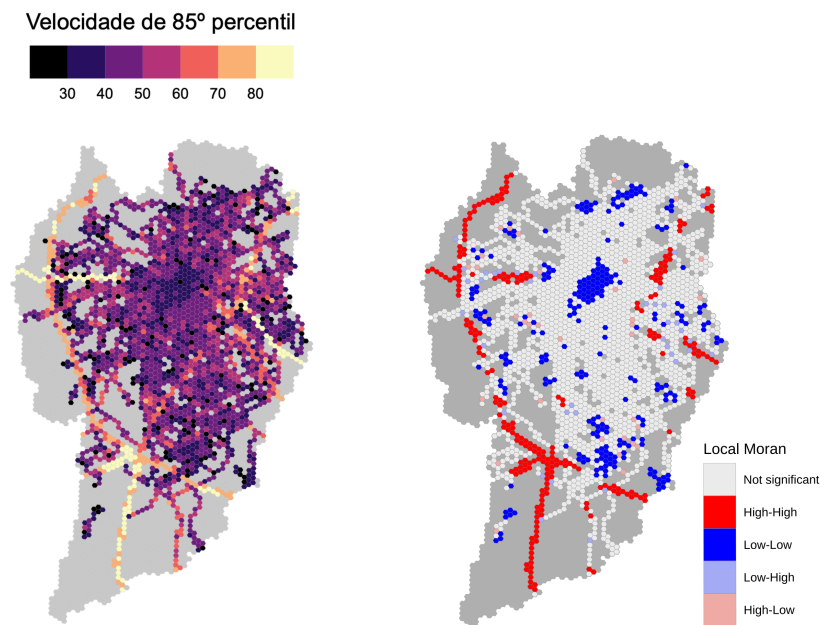 Velocidade de 85º percentil
30 40 50 60 70 80
Local Moran
Not significant
High-High
Low-Low
Low-High
High-Low